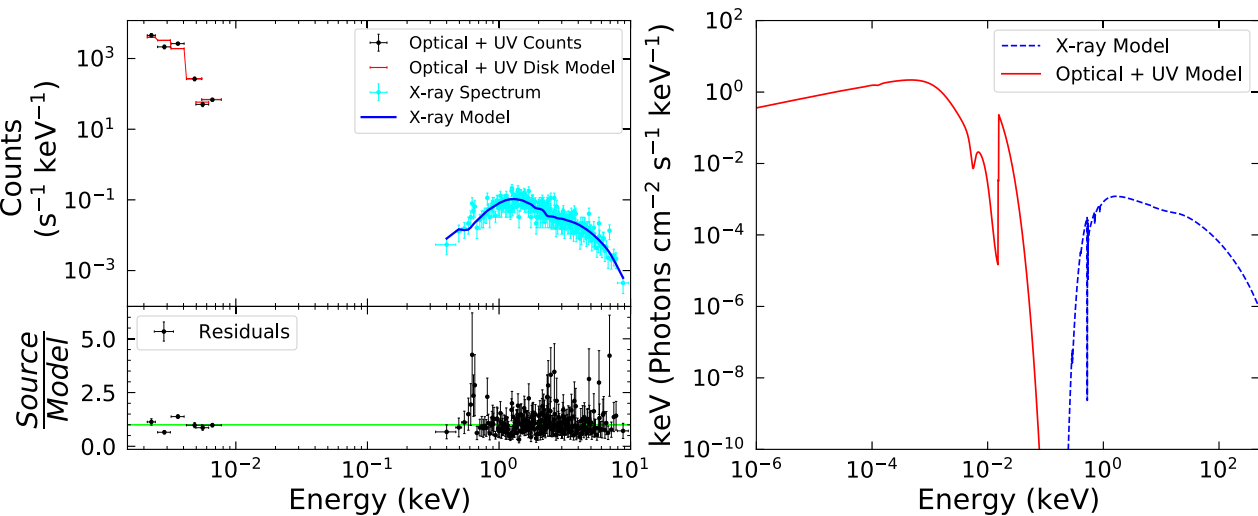 10³
10¹
10⁻¹
10⁻³
Counts
(s⁻¹ keV⁻¹)
Optical + UV Counts
Optical + UV Disk Model
X-ray Spectrum
X-ray Model
5.0
2.5
0.0
Source
Model
Residuals
10⁻²
10⁻¹
10⁰
10¹
Energy (keV)
10²
10⁰
10⁻²
10⁻⁴
10⁻⁶
10⁻⁸
10⁻¹⁰
keV (Photons cm⁻² s⁻¹ keV⁻¹)
X-ray Model
Optical + UV Model
10⁻⁶
10⁻⁴
10⁻²
10⁰
10²
Energy (keV)